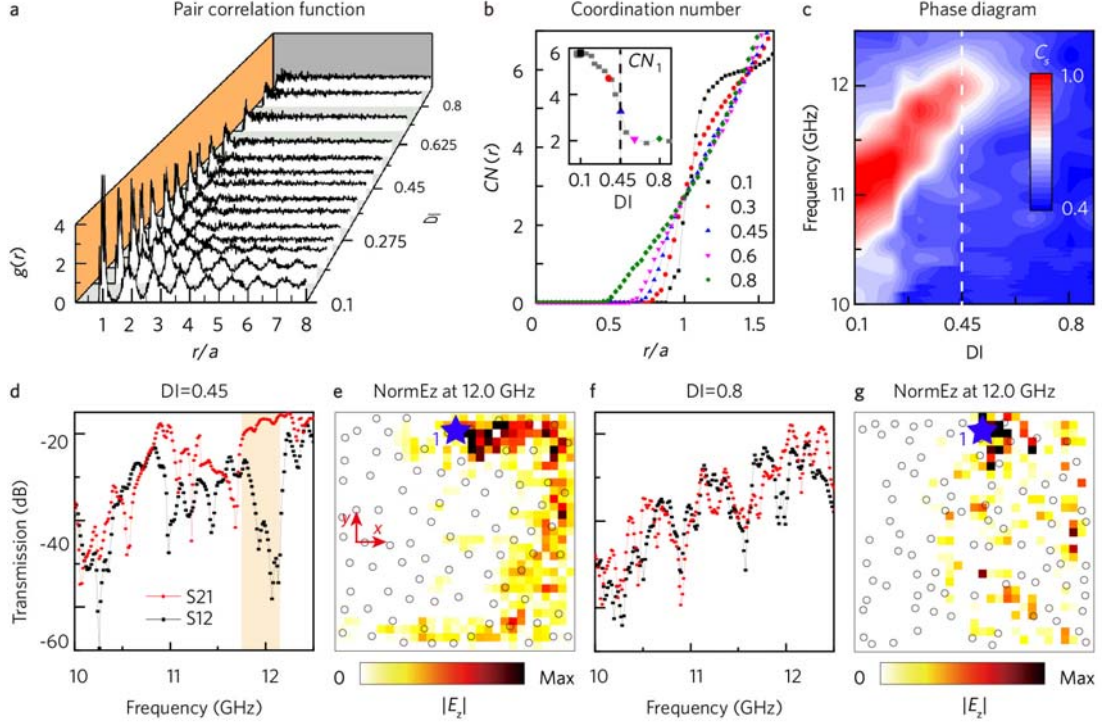 a Pair correlation function
4
2
0
g(r)
1 2 3 4 5 6 7 8
r/a
0.1
0.275
0.45
0.625
0.8
DI
b Coordination number
6
4
2
0
CN(r)
0 0.5 1 1.5
r/a
CN₁
6
4
2
0.1 0.45 0.8
DI
0.1
0.3
0.45
0.6
0.8
c Phase diagram
12
11
10
Frequency (GHz)
0.1 0.45 0.8
DI
Cₛ
1.0
0.4
d DI=0.45
-20
-40
-60
Transmission (dB)
S21
S12
10 11 12
Frequency (GHz)
e NormEz at 12.0 GHz
1
y
x
0 Max
|E_z|
f DI=0.8
10 11 12
Frequency (GHz)
g NormEz at 12.0 GHz
1
0 Max
|E_z|